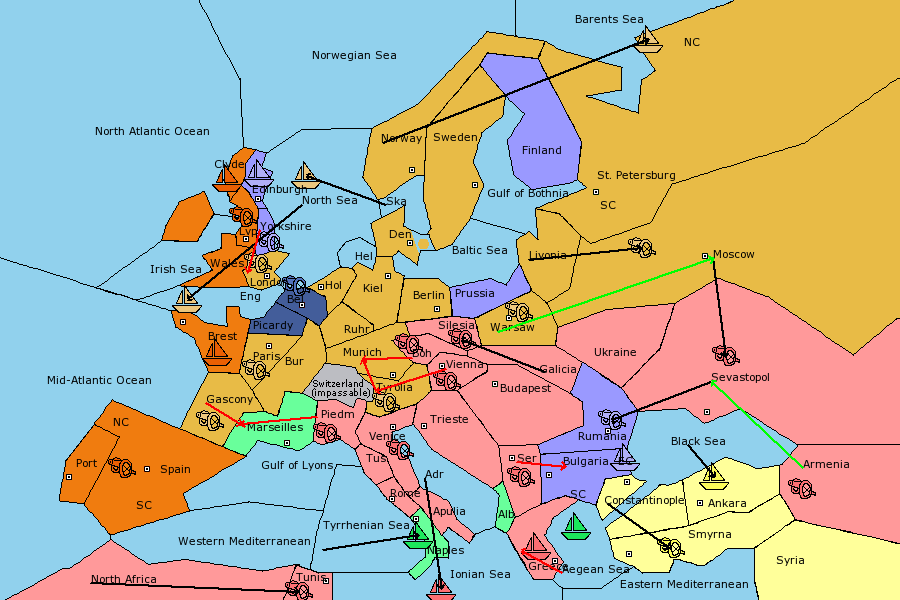 Barents Sea
NC
Norwegian Sea
North Atlantic Ocean
Norway
Sweden
Finland
Clyde
St. Petersburg
Edinburgh
Gulf of Bothnia
North Sea
Ska
SC
Yorkshire
Lvp
Den
Baltic Sea
Livonia
Moscow
Hel
Irish Sea
Wales
Londo
Eng
Hol
Kiel
Berlin
Prussia
Bel
Picardy
Ruhr
Silesia
Warsaw
Brest
Paris
Bur
Munich
Boh
Ukraine
Vienna
Galicia
Mid-Atlantic Ocean
Switzerland
(impassable)
Tyrolia
Budapest
Sevastopol
Gascony
NC
Piedm
Trieste
Marseilles
Venice
Rumania
Black Sea
Port
Spain
Gulf of Lyons
Tus
Ser
Bulgaria
EC
Armenia
Adr
SC
Rome
SC
Constantinople
Ankara
Apulia
Alb
Tyrrhenian Sea
Western Mediterranean
Naples
Smyrna
Syria
North Africa
Tunis
Ionian Sea
Greece
Aegean Sea
Eastern Mediterranean